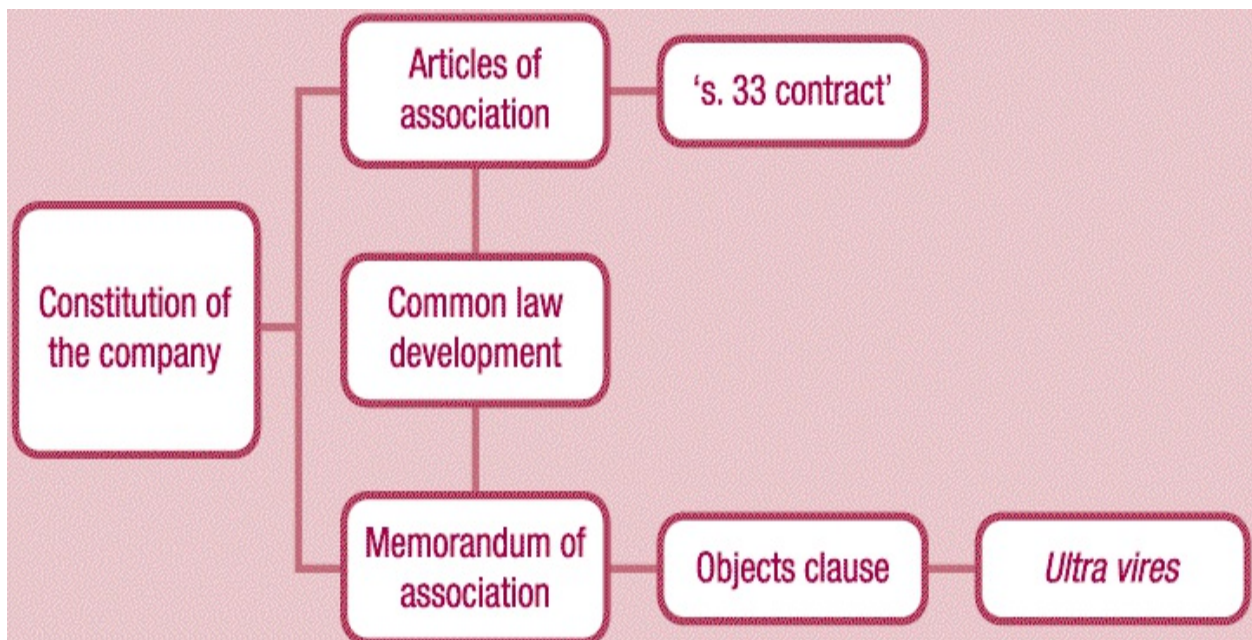 Articles of
association
‘s. 33 contract’
Constitution of
the company
Common law
development
Memorandum of
association
Objects clause
Ultra vires